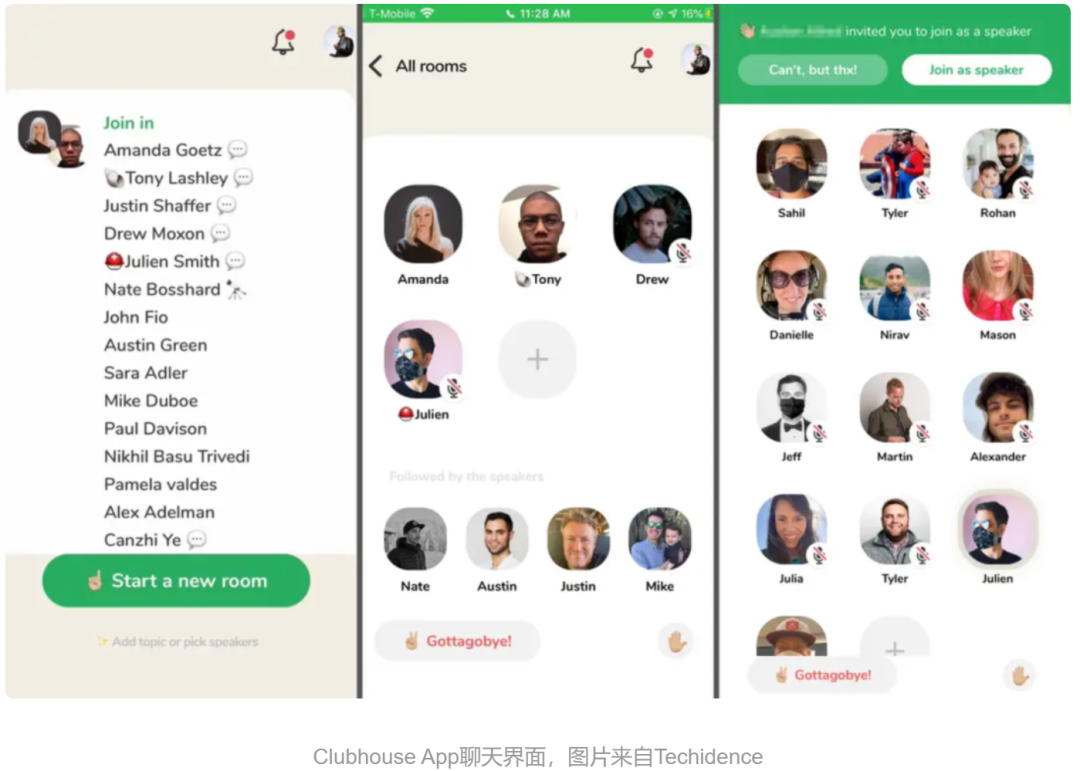 Join in
Amanda Goetz
Tony Lashley
Justin Shaffer
Drew Moxon
Julien Smith
Nate Bosshard
John Fio
Austin Green
Sara Adler
Mike Duboe
Paul Davison
Nikhil Basu Trivedi
Pamela valdes
Alex Adelman
Canzhi Ye
Start a new room
Add topic or pick speakers
T-Mobile 11:28 AM 16%
All rooms
Amanda Tony Drew
Julien
Followed by the speakers
Nate Austin Justin Mike
Gottagobye!
invited you to join as a speaker
Can't, but thx! Join as speaker
Sahil Tyler Rohan
Danielle Nirav Mason
Jeff Martin Alexander
Julia Tyler Julien
Gottagobye!
Clubhouse App聊天界面，图片来自Techidence